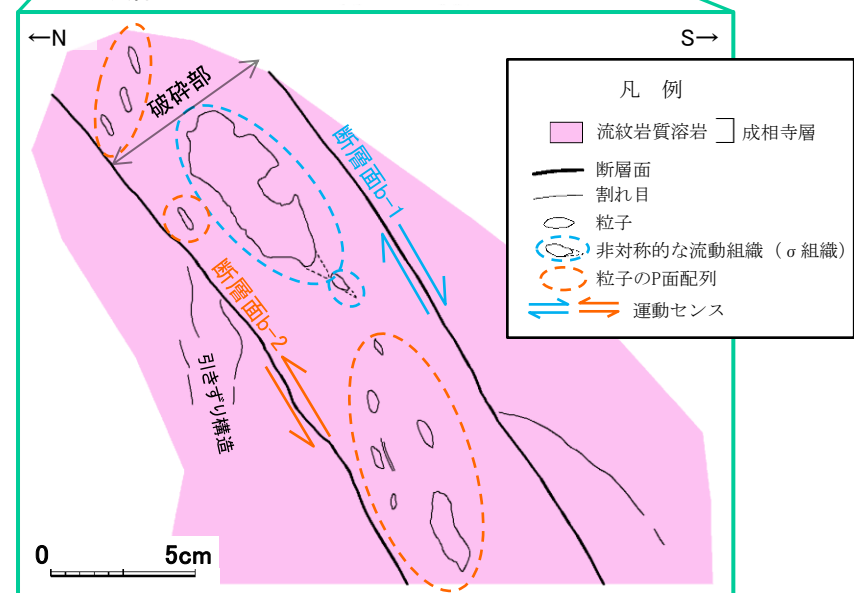 ←N
S→
破砕部
断層面b-1
断層面b-2
引きずり構造
0 5cm
凡 例
流紋岩質溶岩 成相寺層
断層面
割れ目
粒子
非対称的な流動組織（σ組織）
粒子のP面配列
運動センス